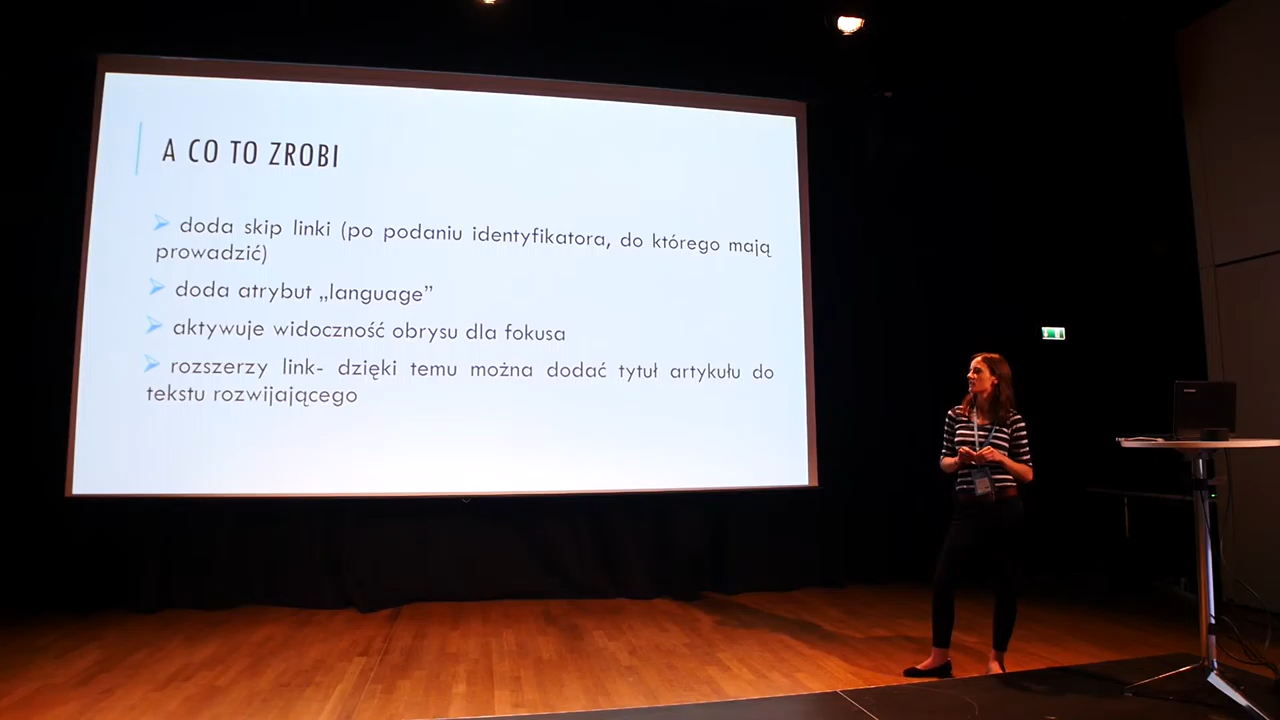 A CO TO ZROBI
doda skip linki (po podaniu identyfikatora, do którego mają
prowadzić)
doda atrybut „language”
aktywuje widoczność obrysu dla fokusa
rozszerzy link- dzięki temu można dodać tytuł artykułu do
tekstu rozwijającego